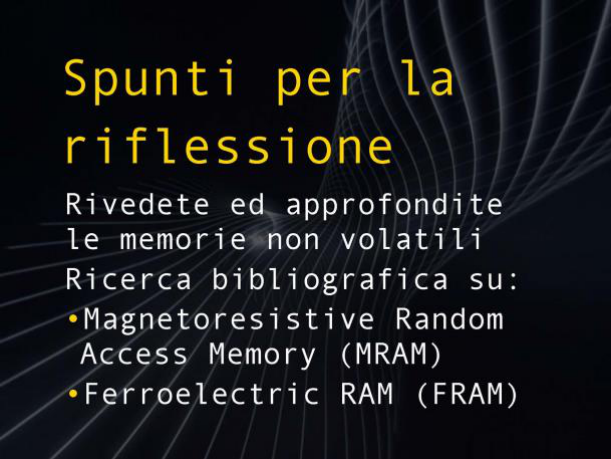 Spunti per la
riflessione
Rivedete ed approfondite
le memorie non volatili
Ricerca bibliografica su:
•Magnetoresistive Random
Access Memory (MRAM)
•Ferroelectric RAM (FRAM)